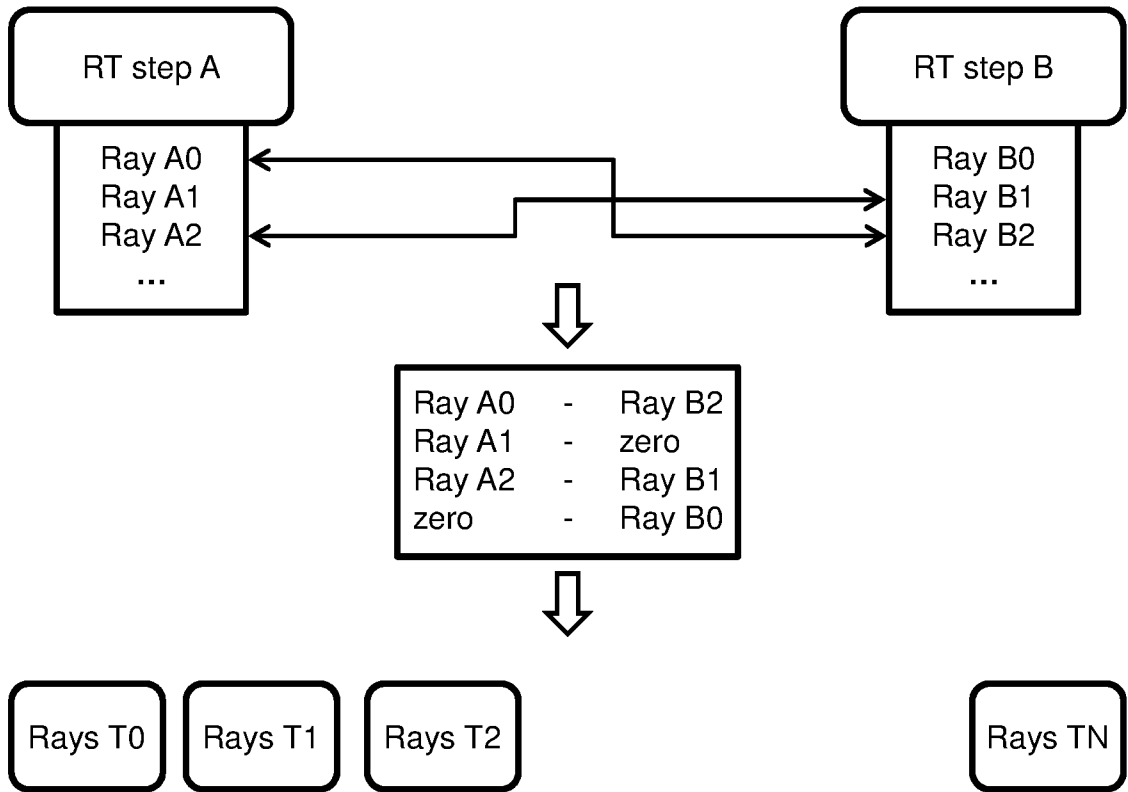 RT step A
RT step B
Ray A0
Ray A1
Ray A2
...
Ray B0
Ray B1
Ray B2
...
Ray A0 - Ray B2
Ray A1 - zero
Ray A2 - Ray B1
zero - Ray B0
Rays T0
Rays T1
Rays T2
Rays TN